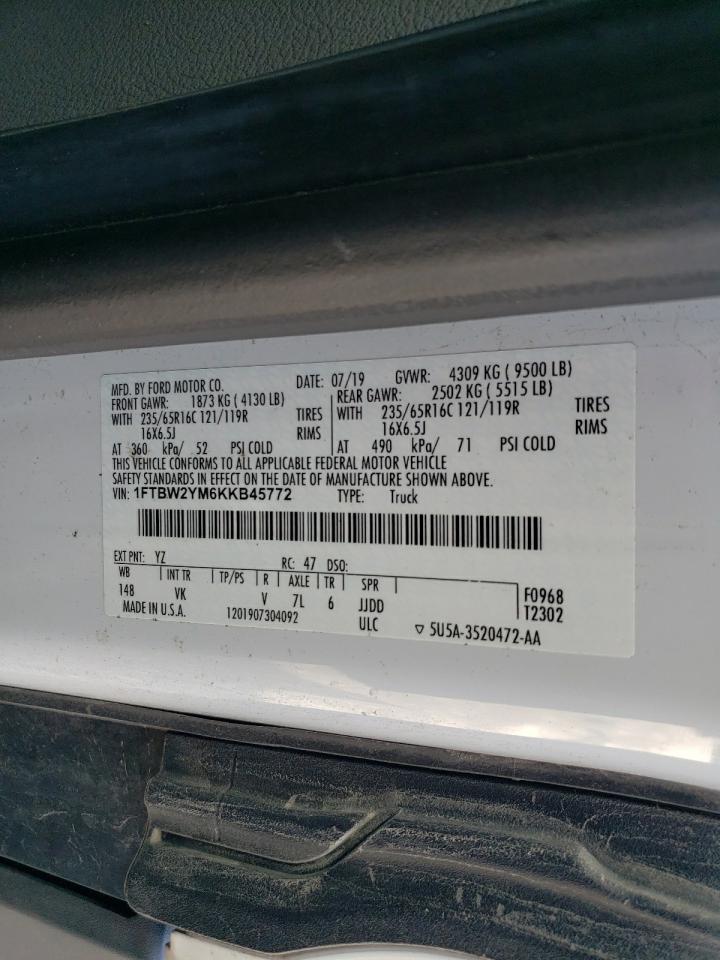 MFD. BY FORD MOTOR CO. DATE: 07/19 GVWR: 4309 KG ( 9500 LB)
FRONT GAWR: 1873 KG ( 4130 LB) REAR GAWR: 2502 KG ( 5515 LB)
WITH 235/65R16C 121/119R TIRES WITH 235/65R16C 121/119R TIRES
16X6.5J RIMS 16X6.5J RIMS
AT 360 kPa/ 52 PSI COLD AT 490 kPa/ 71 PSI COLD
THIS VEHICLE CONFORMS TO ALL APPLICABLE FEDERAL MOTOR VEHICLE
SAFETY STANDARDS IN EFFECT ON THE DATE OF MANUFACTURE SHOWN ABOVE.
VIN: 1FTBW2YM6KKB45772 TYPE: Truck
EXT PNT: YZ RC: 47 DSO:
WB INT TR TP/PS R AXLE TR SPR F0968
148 VK V 7L 6 JJDD T2302
MADE IN U.S.A. 1201907304092 ULC ▽ 5U5A-3520472-AA